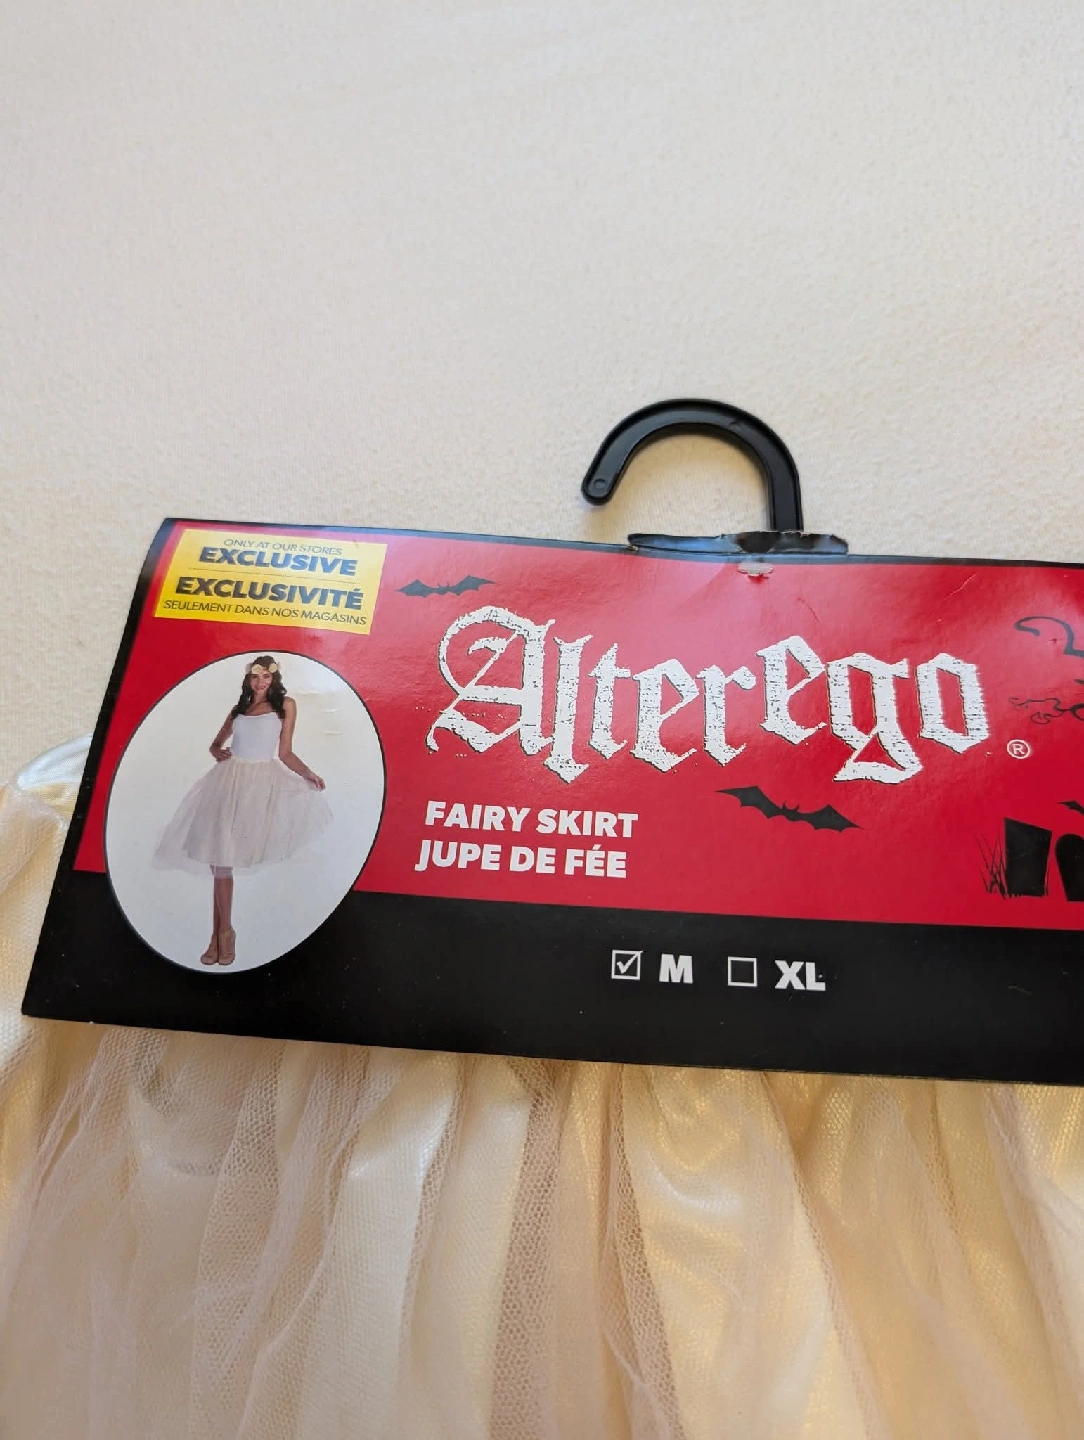 ONLY AT OUR STORES
EXCLUSIVE
EXCLUSIVITÉ
SEULEMENT DANS NOS MAGASINS
Alterego ®
FAIRY SKIRT
JUPE DE FÉE
M XL